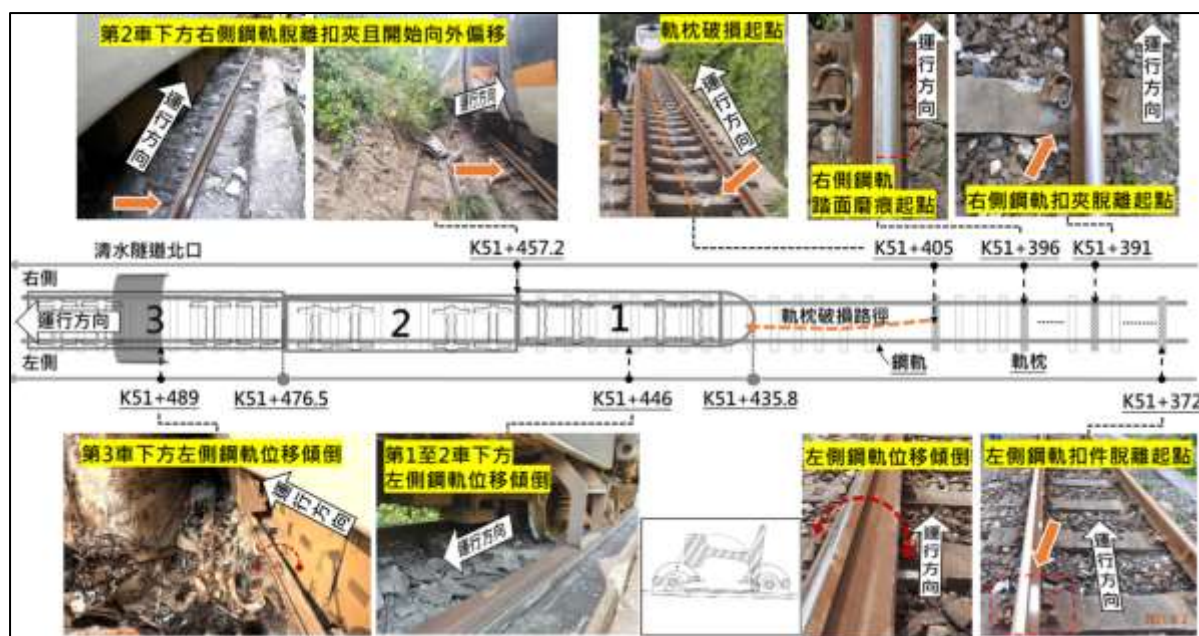 第2車下方右側鋼軌脫離扣夾且開始向外偏移
運行方向
運行方向
軌枕破損起點
運行方向
運行方向
右側鋼軌
踏面磨痕起點
運行方向
右側鋼軌扣夾脫離起點
清水隧道北口
K51+457.2
K51+405
K51+396
K51+391
右側
運行方向
3
2
1
軌枕破損路徑
鋼軌
軌枕
左側
K51+489
K51+476.5
K51+446
K51+435.8
K51+372
第3車下方左側鋼軌位移傾倒
運行方向
第1至2車下方
左側鋼軌位移傾倒
運行方向
左側鋼軌位移傾倒
運行方向
左側鋼軌扣件脫離起點
運行方向